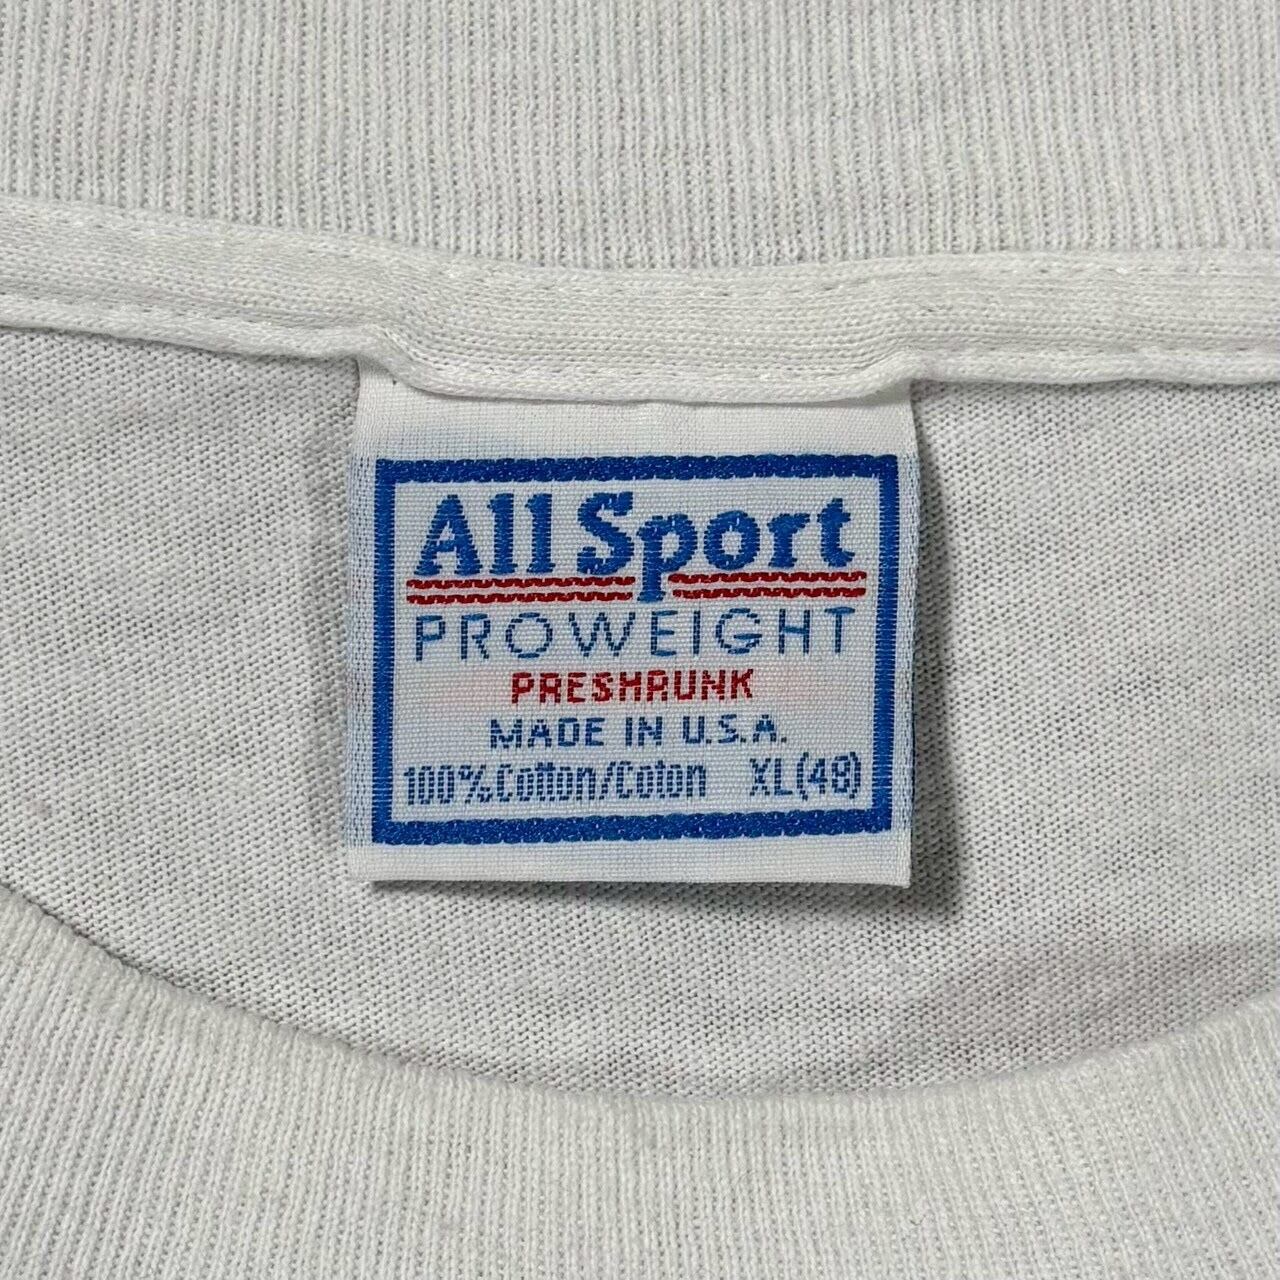 All Sport
PROWEIGHT
PRESHRUNK
MADE IN U.S.A.
100% Cotton/Coton XL(48)